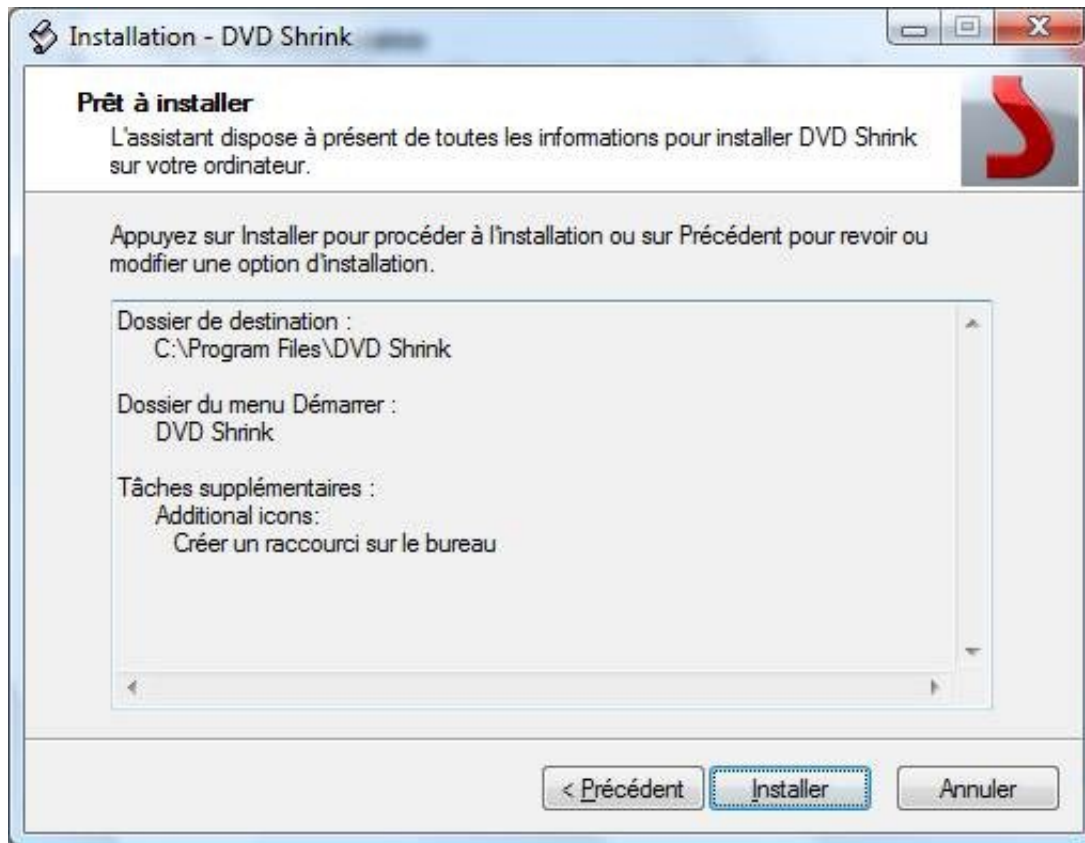 Installation - DVD Shrink
Prêt à installer
L'assistant dispose à présent de toutes les informations pour installer DVD Shrink
sur votre ordinateur.
Appuyez sur Installer pour procéder à l'installation ou sur Précédent pour revoir ou
modifier une option d'installation.
Dossier de destination :
C:\Program Files\DVD Shrink
Dossier du menu Démarrer :
DVD Shrink
Tâches supplémentaires :
Additional icons:
Créer un raccourci sur le bureau
< Précédent
Installer
Annuler